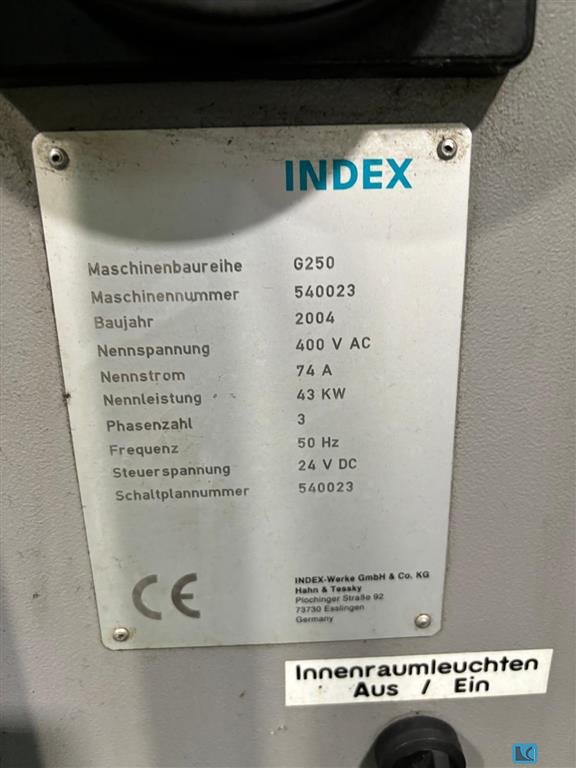 INDEX
Maschinenbaureihe G250
Maschinennummer 540023
Baujahr 2004
Nennspannung 400 V AC
Nennstrom 74 A
Nennleistung 43 KW
Phasenzahl 3
Frequenz 50 Hz
Steuerspannung 24 V DC
Schaltplannummer 540023
CE
INDEX-Werke GmbH & Co. KG
Hahn & Tessky
Plochinger Straße 92
73730 Esslingen
Germany
Innenraumleuchten
Aus / Ein